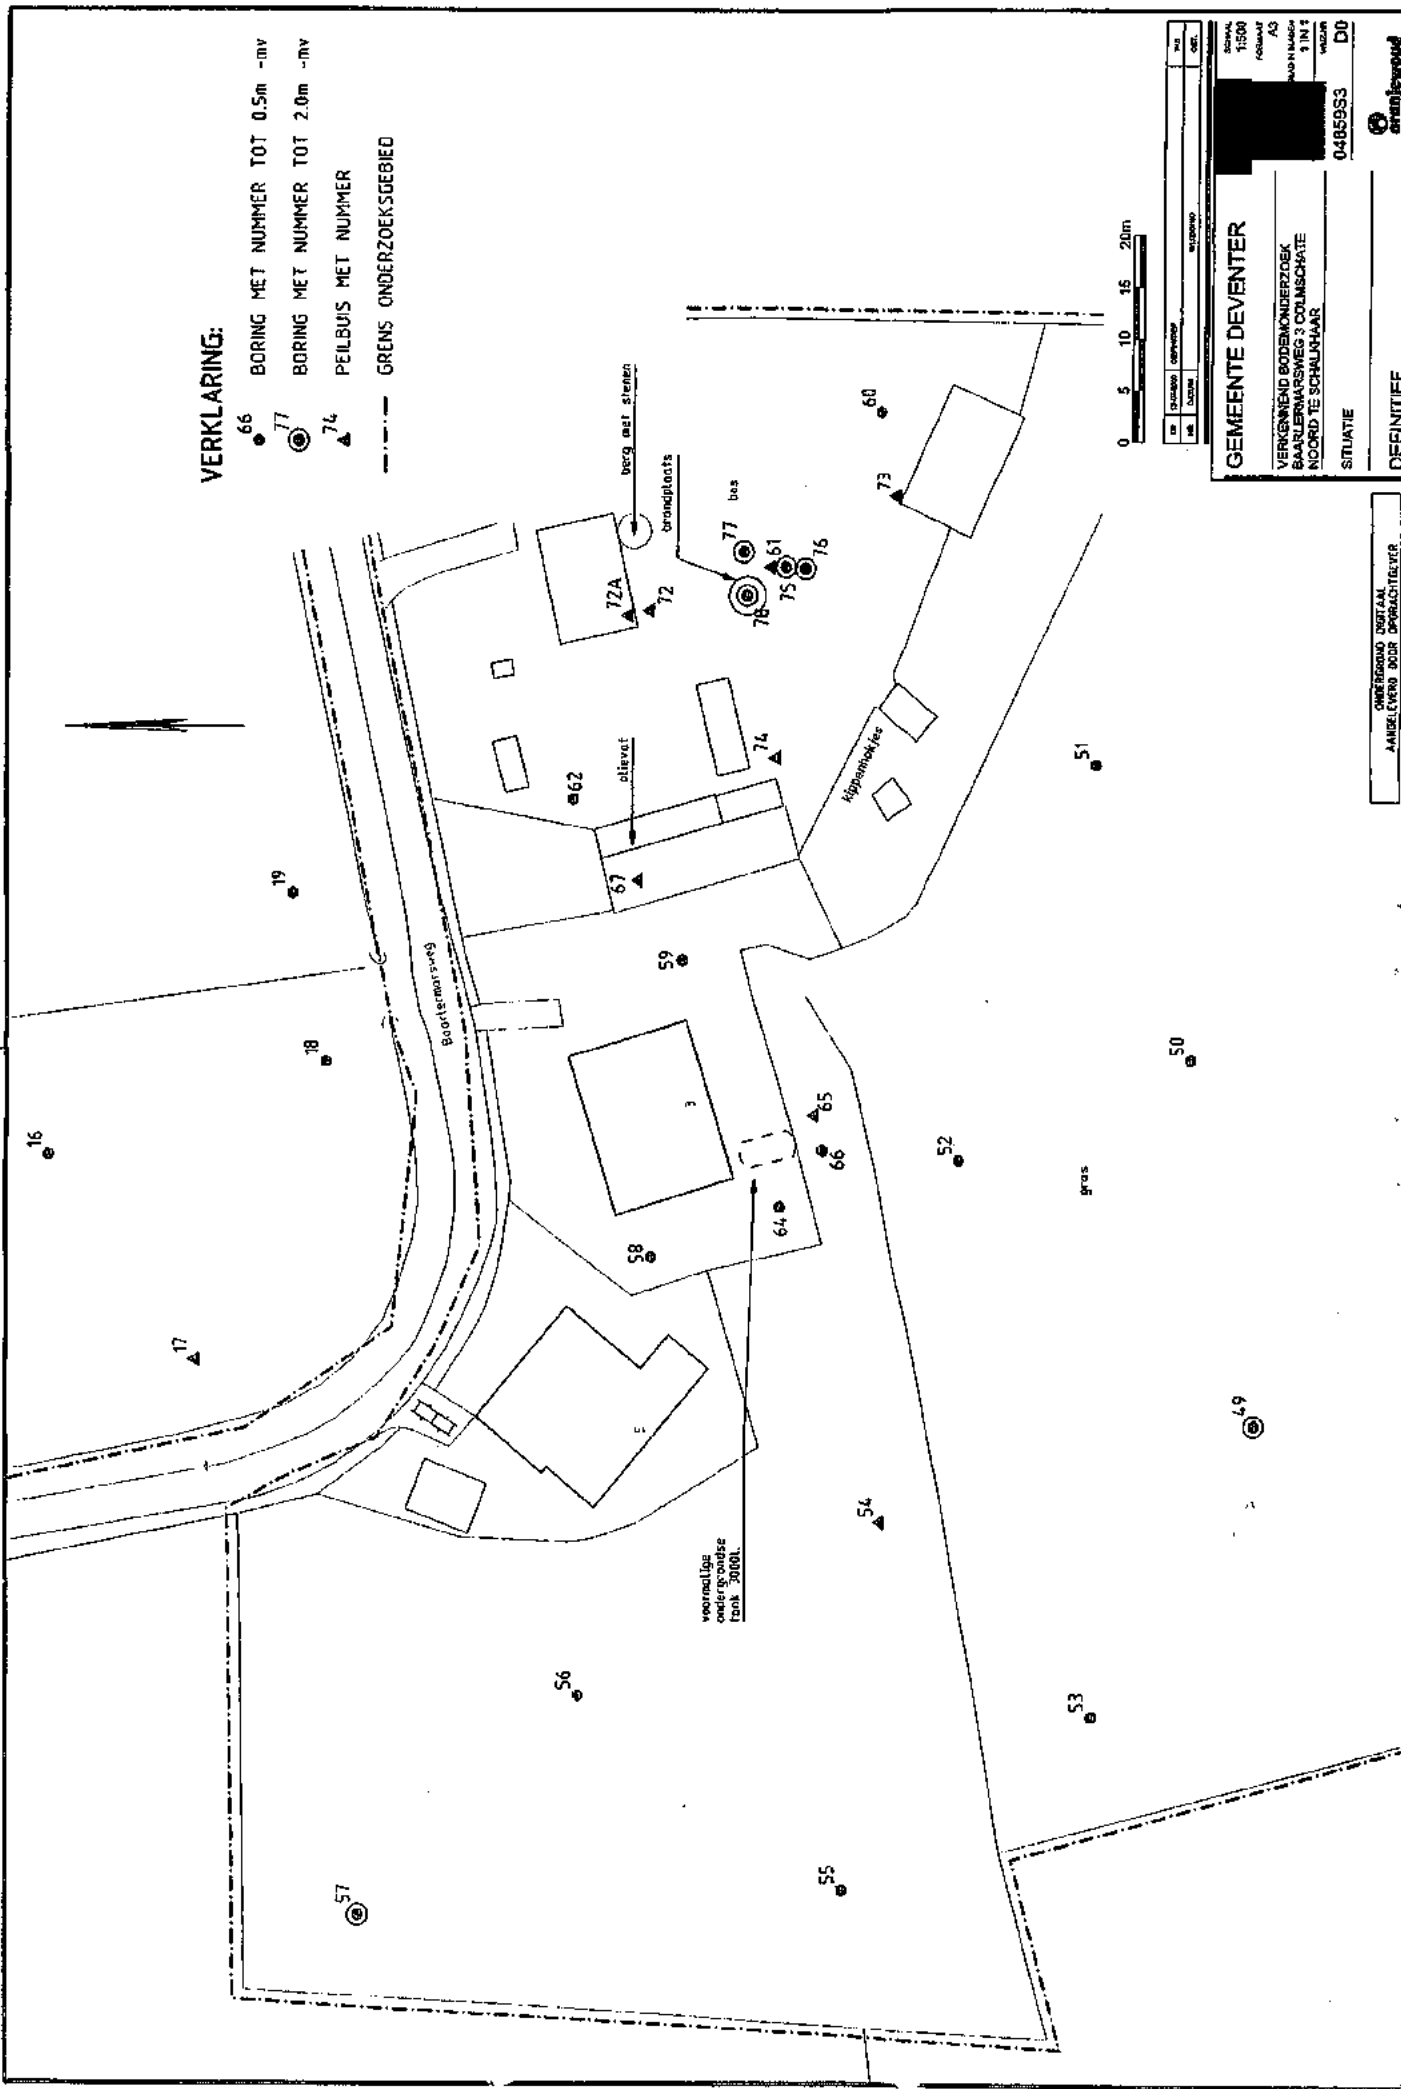 VERKLARING:
66
BORING MET NUMMER TOT 0.5m -mv
77
BORING MET NUMMER TOT 2.0m -mv
74
PEILBUIS MET NUMMER
GRENS ONDERZOEKSGEBIED
16
17
18
19
Baarlermarsweg
57
56
55
54
53
52
51
50
49
58
59
60
62
64
65
66
67
72A
72
73
74
77
61
75
76
78
3
berg met stenen
brandplaats
bos
olievat
kippenhokjes
gras
voormalige
ondergrondse
tank 3000l.
0 5 10 15 20m
GEMEENTE DEVENTER
VERKENNEND BODEMONDERZOEK
BAARLERMARSWEG 3 COLMSCHATE
NOORD TE SCHALKHAAR
SITUATIE
DEFINITIEF
SCHAAL
1:500
FORMAAT
A3
04859S3
D0
oranjewoud
ONDERGROND DIGITAAL
AANGELEVERD DOOR OPDRACHTGEVER